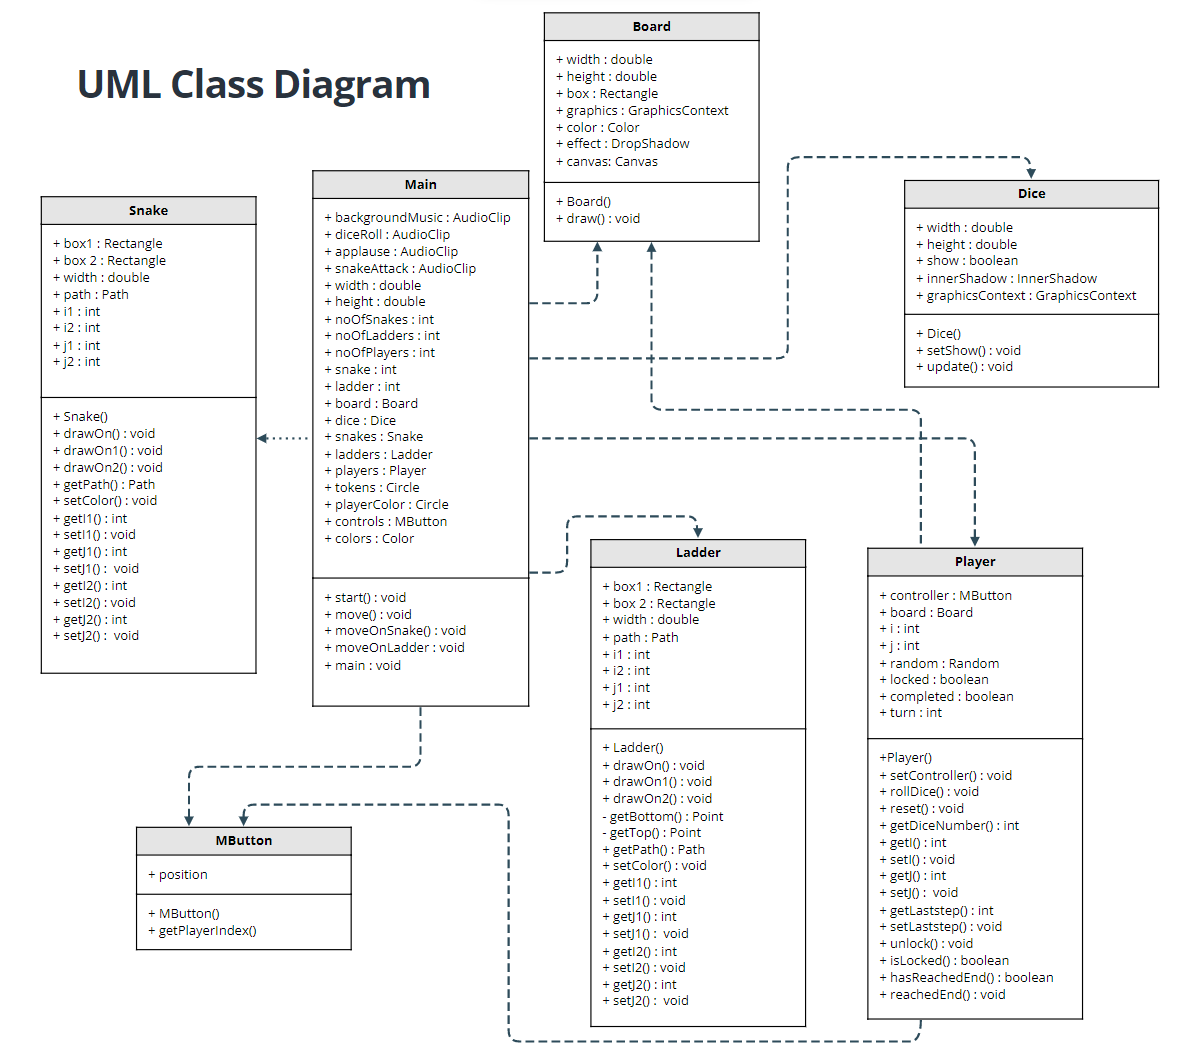 UML Class Diagram
Board
+ width : double
+ height : double
+ box : Rectangle
+ graphics : GraphicsContext
+ color : Color
+ effect : DropShadow
+ canvas: Canvas
+ Board()
+ draw() : void
Main
+ backgroundMusic : AudioClip
+ diceRoll : AudioClip
+ applause : AudioClip
+ snakeAttack : AudioClip
+ width : double
+ height : double
+ noOfSnakes : int
+ noOfLadders : int
+ noOfPlayers : int
+ snake : int
+ ladder : int
+ board : Board
+ dice : Dice
+ snakes : Snake
+ ladders : Ladder
+ players : Player
+ tokens : Circle
+ playerColor : Circle
+ controls : MButton
+ colors : Color
+ start() : void
+ move() : void
+ moveOnSnake() : void
+ moveOnLadder : void
+ main : void
Dice
+ width : double
+ height : double
+ show : boolean
+ innerShadow : InnerShadow
+ graphicsContext : GraphicsContext
+ Dice()
+ setShow() : void
+ update() : void
Snake
+ box1 : Rectangle
+ box 2 : Rectangle
+ width : double
+ path : Path
+ i1 : int
+ i2 : int
+ j1 : int
+ j2 : int
+ Snake()
+ drawOn() : void
+ drawOn1() : void
+ drawOn2() : void
+ getPath() : Path
+ setColor() : void
+ getI1() : int
+ setI1() : void
+ getJ1() : int
+ setJ1() :  void
+ getI2() : int
+ setI2() : void
+ getJ2() : int
+ setJ2() :  void
Ladder
+ box1 : Rectangle
+ box 2 : Rectangle
+ width : double
+ path : Path
+ i1 : int
+ i2 : int
+ j1 : int
+ j2 : int
+ Ladder()
+ drawOn() : void
+ drawOn1() : void
+ drawOn2() : void
- getBottom() : Point
- getTop() : Point
+ getPath() : Path
+ setColor() : void
+ getI1() : int
+ setI1() : void
+ getJ1() : int
+ setJ1() :  void
+ getI2() : int
+ setI2() : void
+ getJ2() : int
+ setJ2() :  void
Player
+ controller : MButton
+ board : Board
+ i : int
+ j : int
+ random : Random
+ locked : boolean
+ completed : boolean
+ turn : int
+Player()
+ setController() : void
+ rollDice() : void
+ reset() : void
+ getDiceNumber() : int
+ getI() : int
+ setI() : void
+ getJ() : int
+ setJ() :  void
+ getLaststep() : int
+ setLaststep() : void
+ unlock() : void
+ isLocked() : boolean
+ hasReachedEnd() : boolean
+ reachedEnd() : void
MButton
+ position
+ MButton()
+ getPlayerIndex()